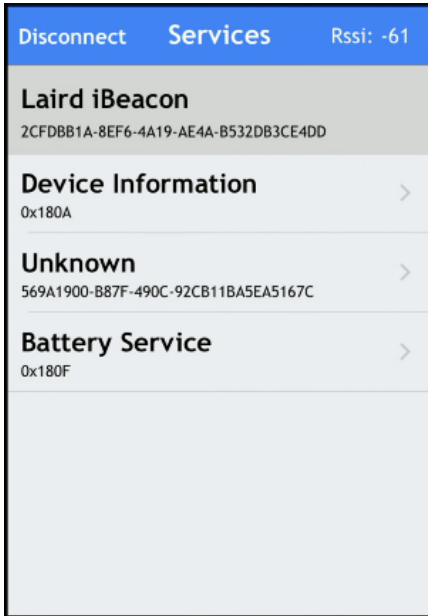 Disconnect Services Rssi: -61
Laird iBeacon
2CFDBB1A-8EF6-4A19-AE4A-B532DB3CE4DD
Device Information
0x180A
Unknown
569A1900-B87F-490C-92CB11BA5EA5167C
Battery Service
0x180F